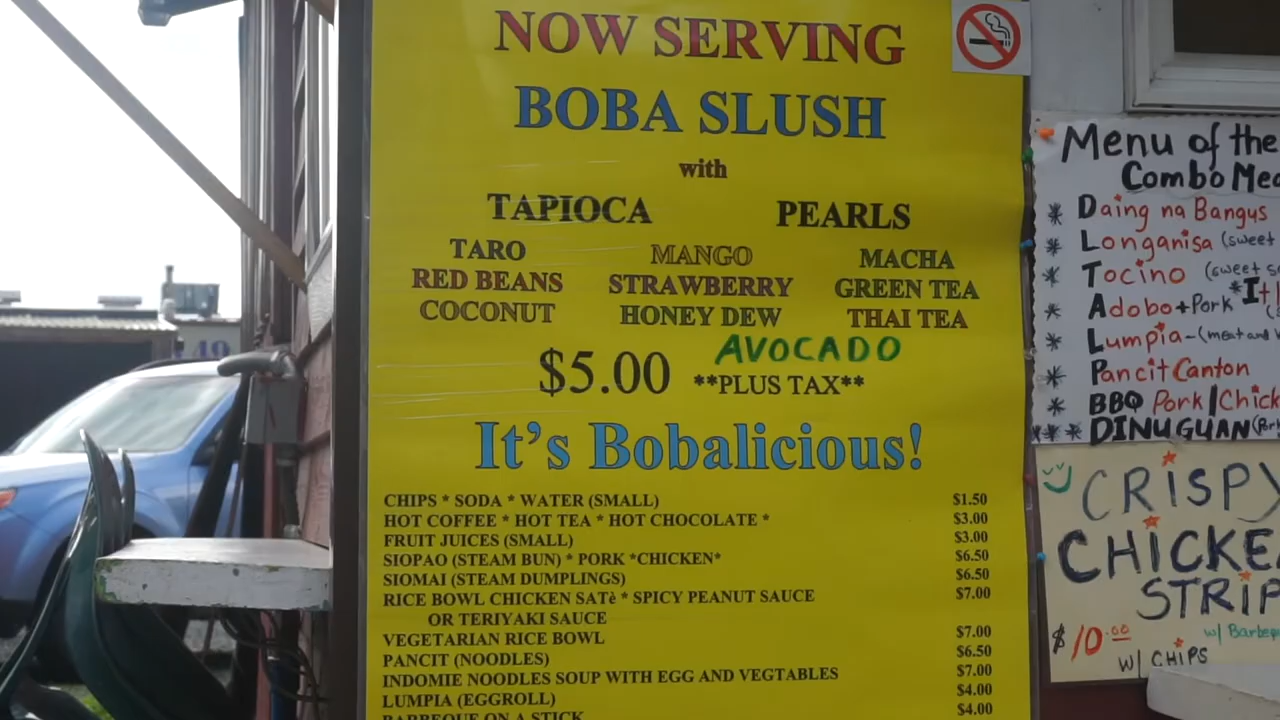 NOW SERVING
BOBA SLUSH
with
TAPIOCA PEARLS
TARO MANGO MACHA
RED BEANS STRAWBERRY GREEN TEA
COCONUT HONEY DEW THAI TEA
AVOCADO
$5.00 **PLUS TAX**
It's Bobalicious!
CHIPS * SODA * WATER (SMALL) $1.50
HOT COFFEE * HOT TEA * HOT CHOCOLATE * $3.00
FRUIT JUICES (SMALL) $3.00
SIOPAO (STEAM BUN) * PORK *CHICKEN* $6.50
SIOMAI (STEAM DUMPLINGS) $6.50
RICE BOWL CHICKEN SATè * SPICY PEANUT SAUCE $7.00
OR TERIYAKI SAUCE
VEGETARIAN RICE BOWL $7.00
PANCIT (NOODLES) $6.50
INDOMIE NOODLES SOUP WITH EGG AND VEGTABLES $7.00
LUMPIA (EGGROLL) $4.00
BARBEQUE ON A STICK $4.00
Menu of the
Combo
* Daing na Bangus
* Longanisa (sweet
* Tocino (sweet
* Adobo + Pork
* Lumpia - (meat and
* Pancit Canton
* BBQ Pork/
*** DINUGUAN
CRISPY
$10.00
w/ CHIPS